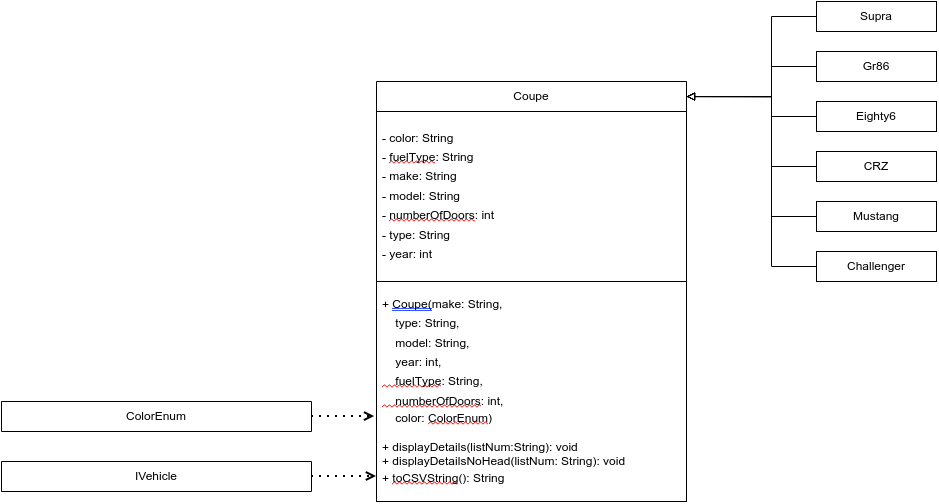 Supra
Gr86
Eighty6
CRZ
Mustang
Challenger
Coupe
- color: String
- fuelType: String
- make: String
- model: String
- numberOfDoors: int
- type: String
- year: int
+ Coupe(make: String,
type: String,
model: String,
year: int,
fuelType: String,
numberOfDoors: int,
color: ColorEnum)
+ displayDetails(listNum:String): void
+ displayDetailsNoHead(listNum: String): void
+ toCSVString(): String
ColorEnum
IVehicle